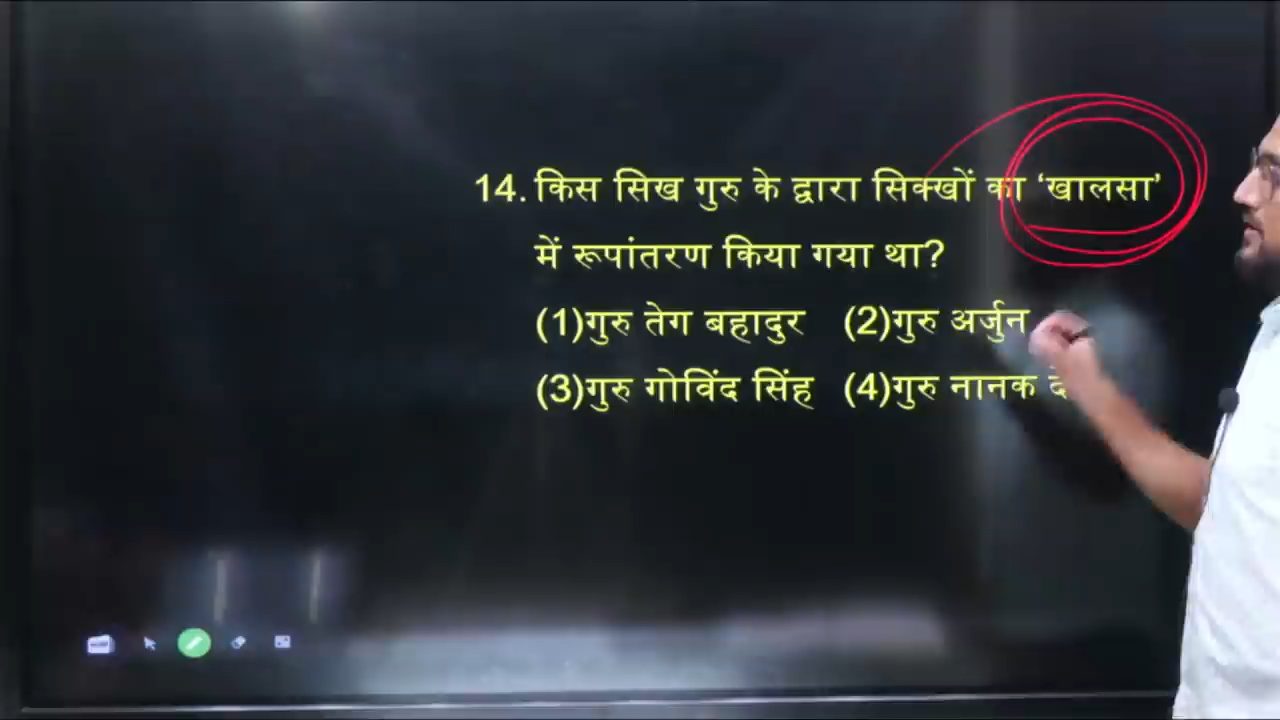 14. किस सिख गुरु के द्वारा सिक्खों का ‘खालसा’
में रूपांतरण किया गया था?
(1)गुरु तेग बहादुर (2)गुरु अर्जुन
(3)गुरु गोविंद सिंह (4)गुरु नानक